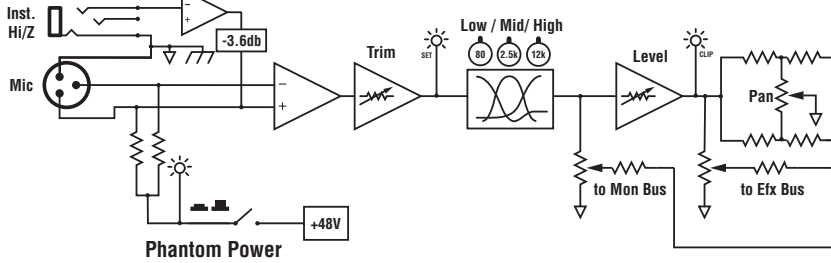 Inst.
Hi/Z
-3.6db
Mic
Trim
SET
Low / Mid/ High
80 2.5k 12k
Level
CLIP
Pan
to Mon Bus
to Efx Bus
+48V
Phantom Power